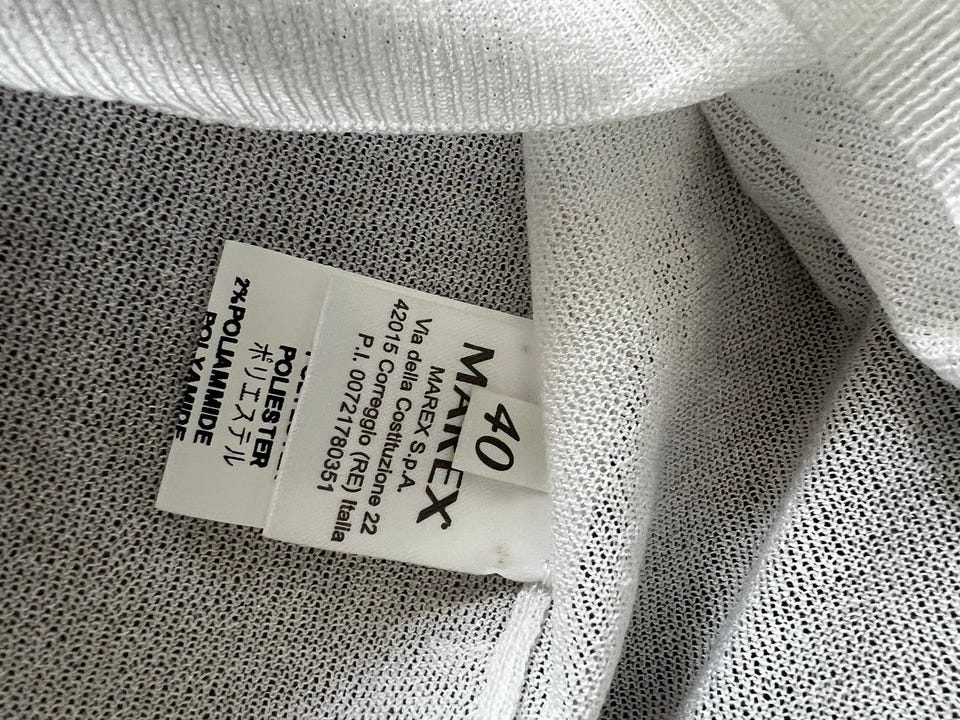 40
MAREX
MAREX S.p.A.
Via della Costituzione 22
42015 Correggio (RE) Italia
P.I. 00721780351
POLIESTER
ポリエステル
2% POLIAMMIDE
POLYAMIDE